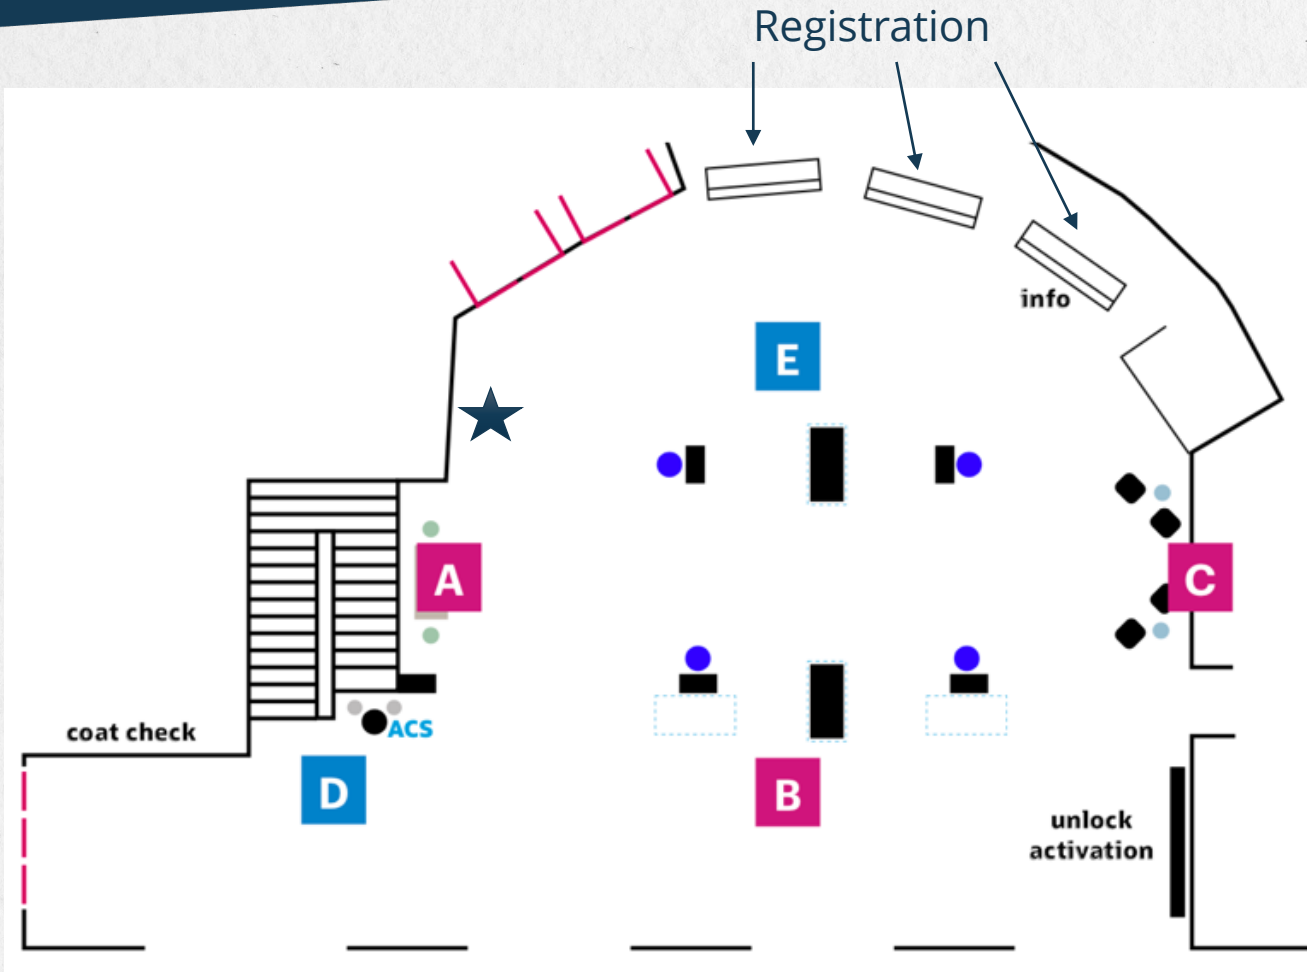 Registration
info
E
A
C
coat check
ACS
D
B
unlock
activation